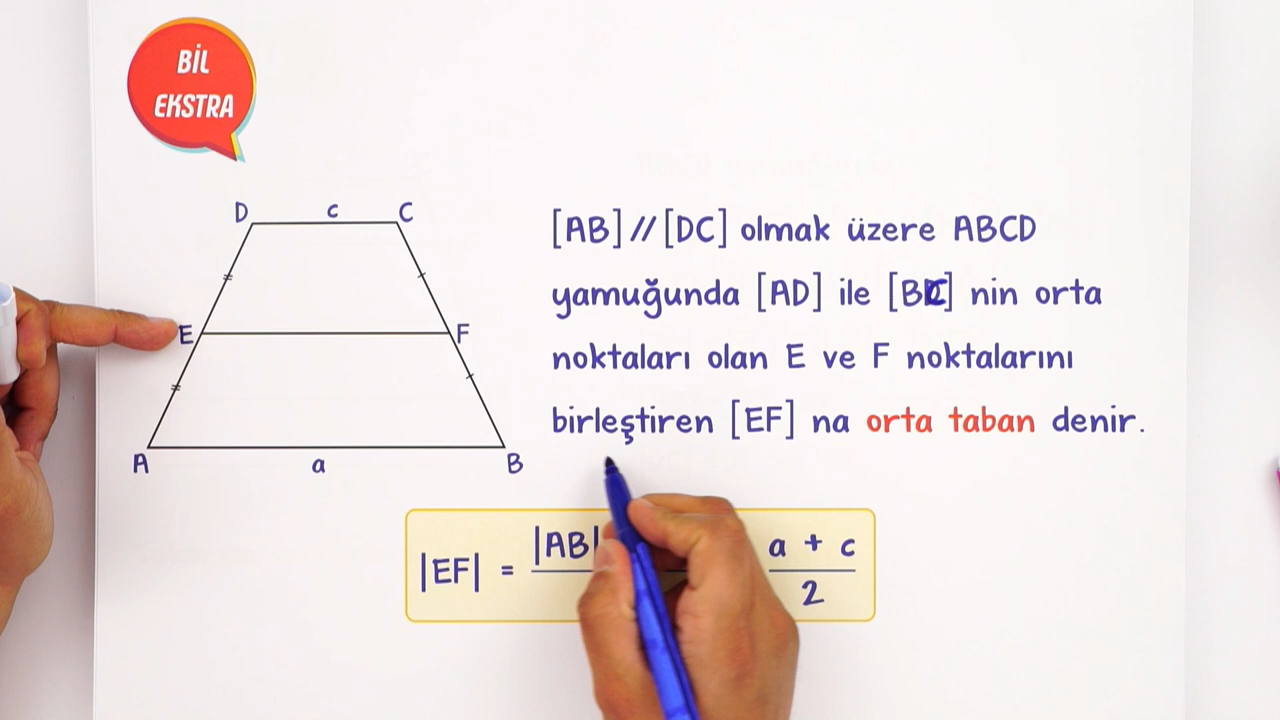 BİL
EKSTRA
D c C
E F
A a B
[AB] // [DC] olmak üzere ABCD
yamuğunda [AD] ile [BC] nin orta
noktaları olan E ve F noktalarını
birleştiren [EF] na orta taban denir.
|EF| = |AB| a + c
2